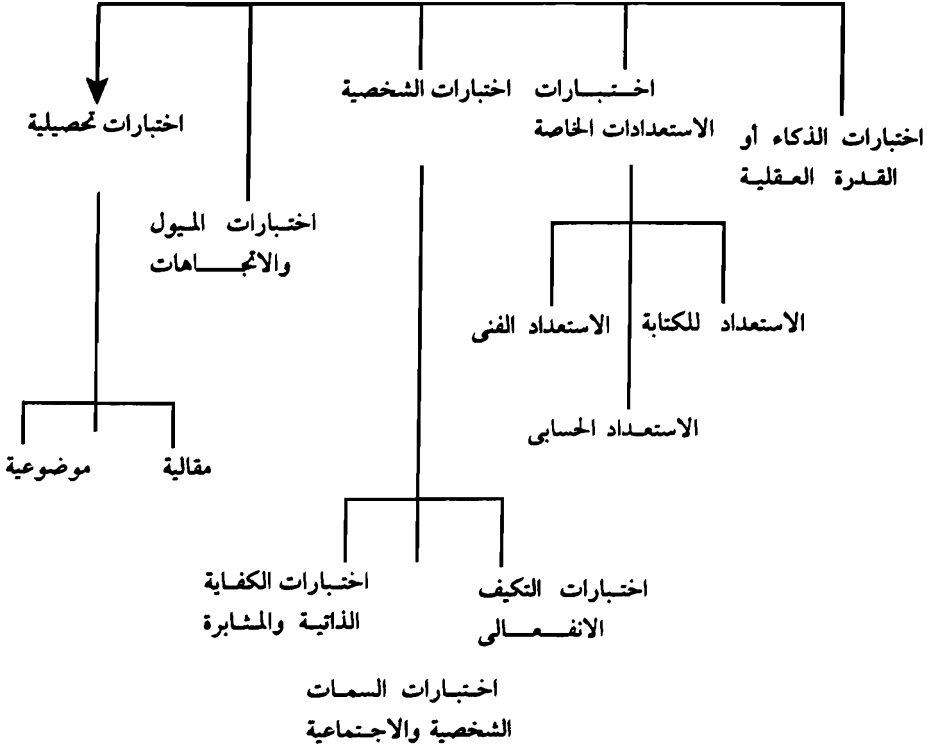 اختبارات الذكاء أو
القدرة العقلية
اختبارات
الاستعدادات الخاصة
اختبارات الشخصية
اختبارات الميول
والاتجاهات
اختبارات تحصيلية
الاستعداد للكتابة
الاستعداد الفنى
الاستعداد الحسابى
مقالية
موضوعية
اختبارات التكيف
الانفعالى
اختبارات الكفاية
الذاتية والمثابرة
اختبارات السمات
الشخصية والاجتماعية